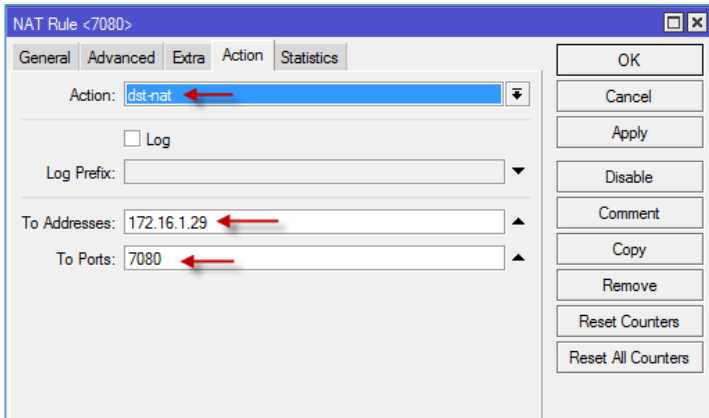 NAT Rule <7080>
General Advanced Extra Action Statistics
Action: dst-nat
Log
Log Prefix:
To Addresses: 172.16.1.29
To Ports: 7080
OK
Cancel
Apply
Disable
Comment
Copy
Remove
Reset Counters
Reset All Counters